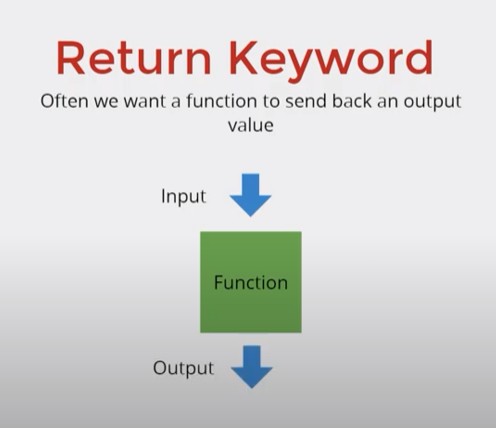 Return Keyword
Often we want a function to send back an output
value
Input
Function
Output